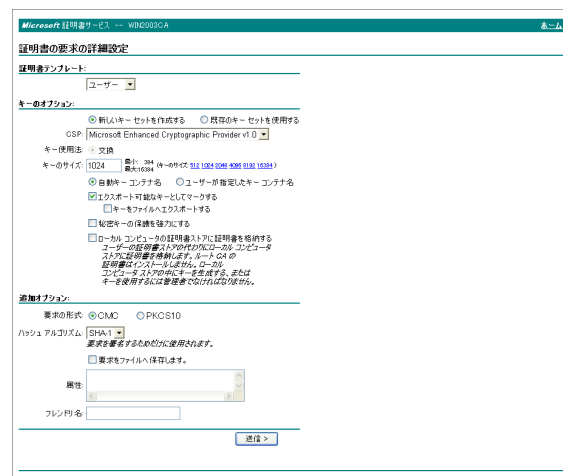 Microsoft 証明書サービス -- WIN2003CA ホーム
証明書の要求の詳細設定
証明書テンプレート:
ユーザー
キーのオプション:
新しいキー セットを作成する 既存のキー セットを使用する
CSP: Microsoft Enhanced Cryptographic Provider v1.0
キー使用法: 交換
キーのサイズ: 1024 最小: 384 最大:16384 (キーのサイズ: 512 1024 2048 4096 8192 16384 )
自動キー コンテナ名 ユーザーが指定したキー コンテナ名
エクスポート可能なキーとしてマークする
キーをファイルへエクスポートする
秘密キーの保護を強力にする
ローカル コンピュータの証明書ストアに証明書を格納する
ユーザーの証明書ストアの代わりにローカル コンピュータ
ストアに証明書を格納します。ルート CA の
証明書はインストールしません。ローカル
コンピュータ ストアの中にキーを生成する、または
キーを使用するには管理者でなければなりません。
追加オプション:
要求の形式: CMC PKCS10
ハッシュ アルゴリズム: SHA-1
要求を署名するためだけに使用されます。
要求をファイルへ保存します。
属性:
フレンドリ名:
送信 >